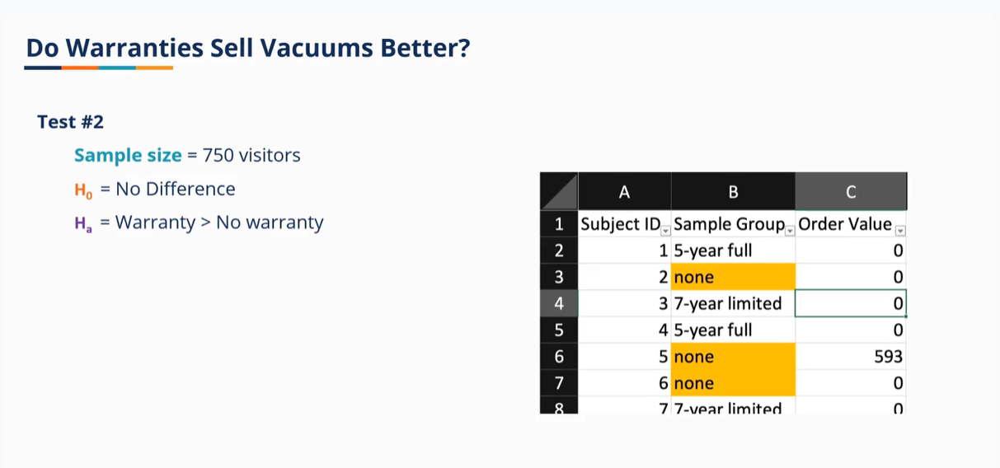 Do Warranties Sell Vacuums Better?
Test #2
Sample size = 750 visitors
H₀ = No Difference
Hₐ = Warranty > No warranty
A B C
1 Subject ID Sample Group Order Value
2 1 5-year full 0
3 2 none 0
4 3 7-year limited 0
5 4 5-year full 0
6 5 none 593
7 6 none 0
8 7 7-year limited 0